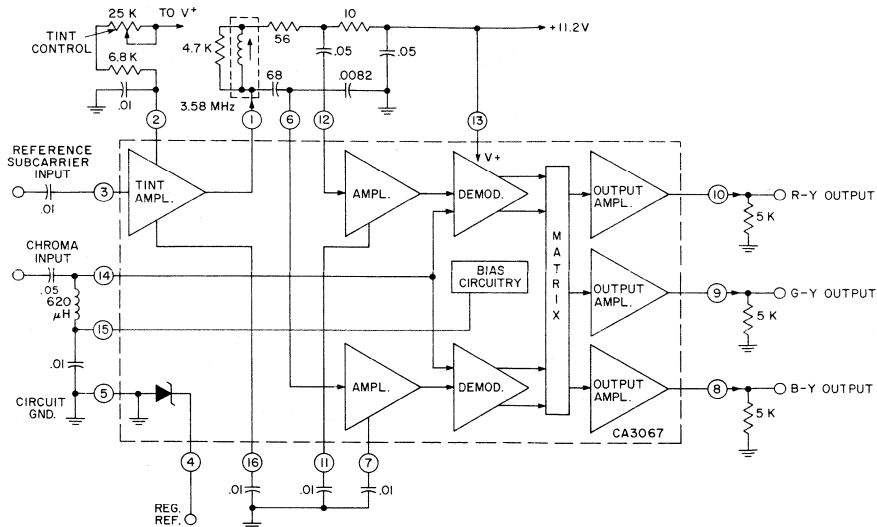 25 K
TO V+
TINT
CONTROL
6.8K
.01
4.7 K
3.58 MHz
56
10
.05
.05
68
.0082
+11.2V
2
1
6
12
13
REFERENCE
SUBCARRIER
INPUT
3
.01
TINT
AMPL.
AMPL.
V+
DEMOD.
MATRIX
OUTPUT
AMPL.
10
R-Y OUTPUT
5 K
CHROMA
INPUT
14
.05
620
μH
15
BIAS
CIRCUITRY
OUTPUT
AMPL.
9
G-Y OUTPUT
5 K
.01
5
CIRCUIT
GND.
AMPL.
DEMOD.
OUTPUT
AMPL.
8
B-Y OUTPUT
5 K
CA3067
4
16
11
7
.01
.01
.01
REG.
REF.